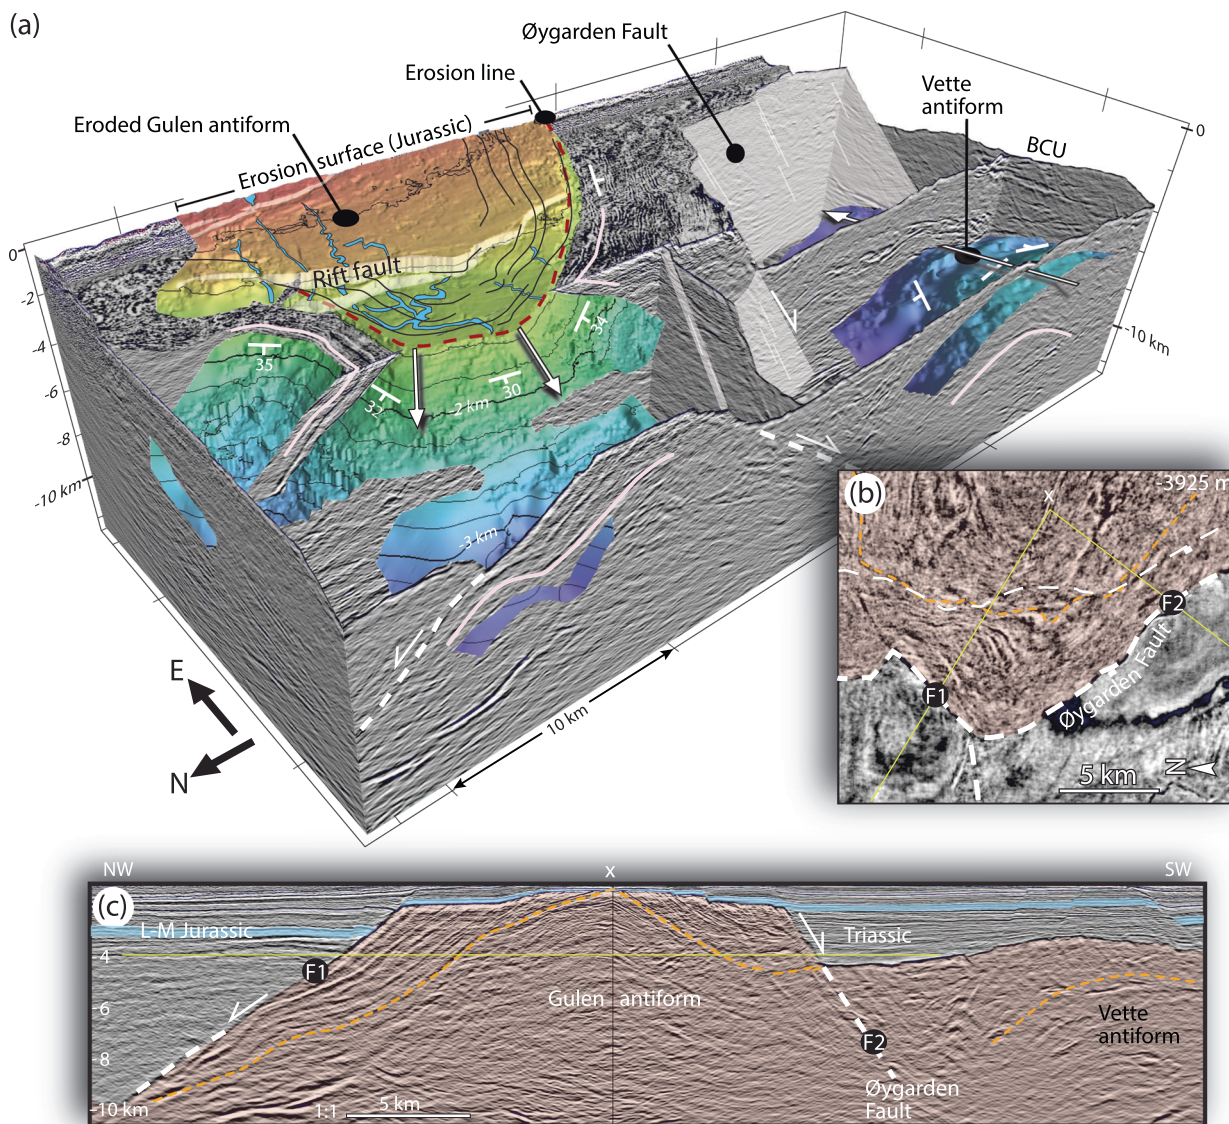 (a)
Øygarden Fault
Erosion line
Vette
antiform
Eroded Gulen antiform
Erosion surface (Jurassic)
BCU
0
0
-2
-4
-6
-8
-10 km
-10 km
Rift fault
35
32
30
34
-2 km
-3 km
E
N
10 km
(b)
x
-3925 m
F2
F1
Øygarden Fault
N
5 km
NW
x
SW
(c)
L-M Jurassic
Triassic
4
F1
Gulen antiform
6
Vette
antiform
F2
8
Øygarden
Fault
-10 km
1:1
5 km